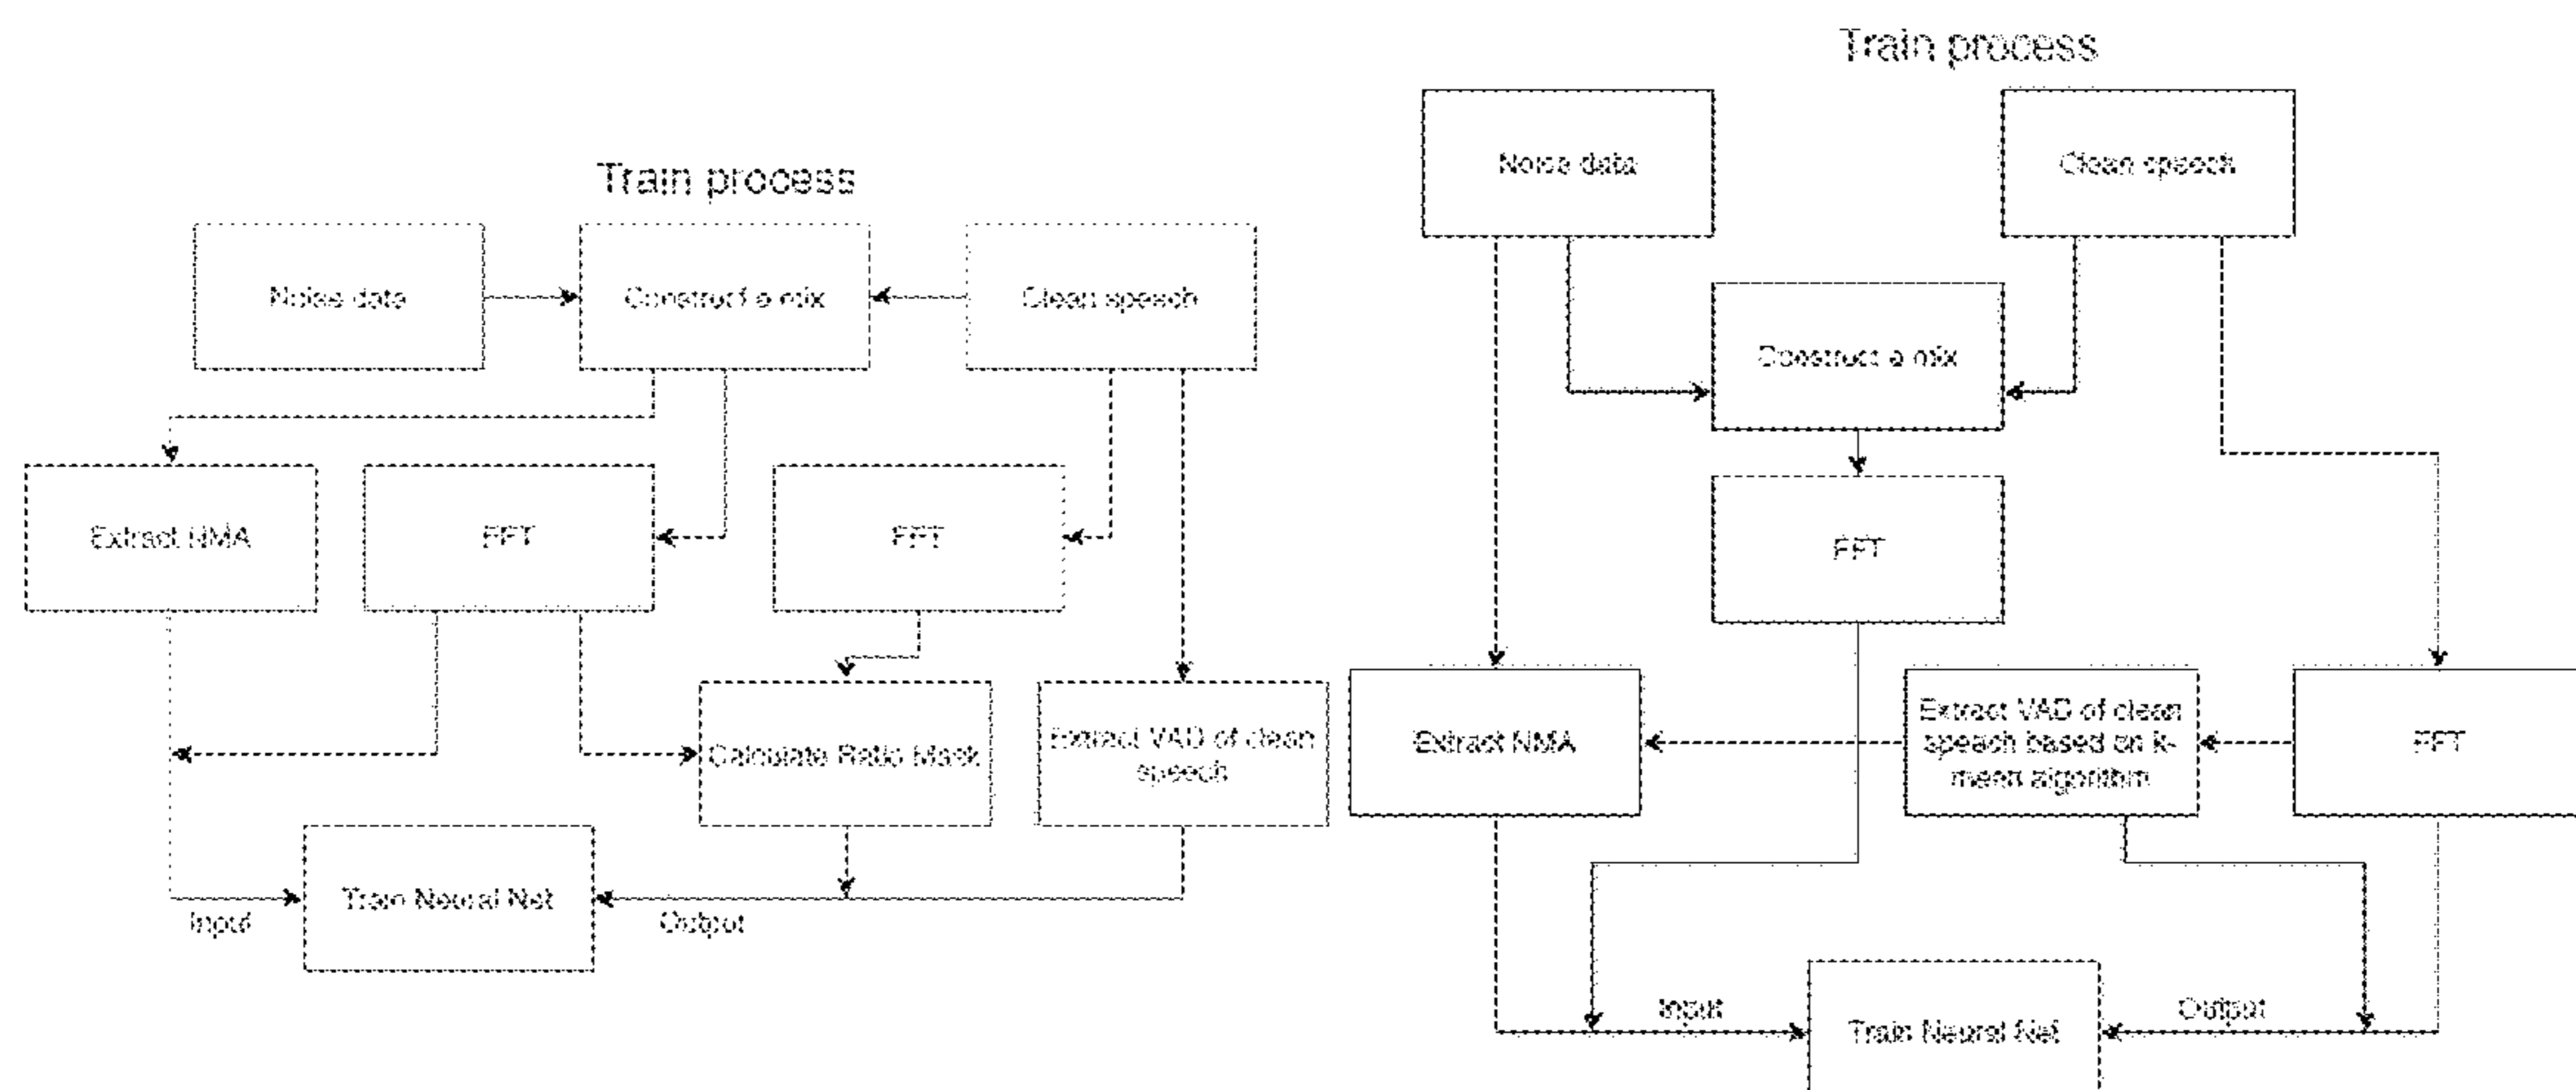 Train process
Noise data
Construct a mix
Clean speech
Extract NMA
FFT
FFT
Calculate Ratio Mask
Extract VAD of clean
speech
Train Neural Net
Input
Output
Train process
Noise data
Clean speech
Construct a mix
FFT
Extract NMA
Extract VAD of clean
speach based on k-
mean algorithm
FFT
Input
Output
Train Neural Net